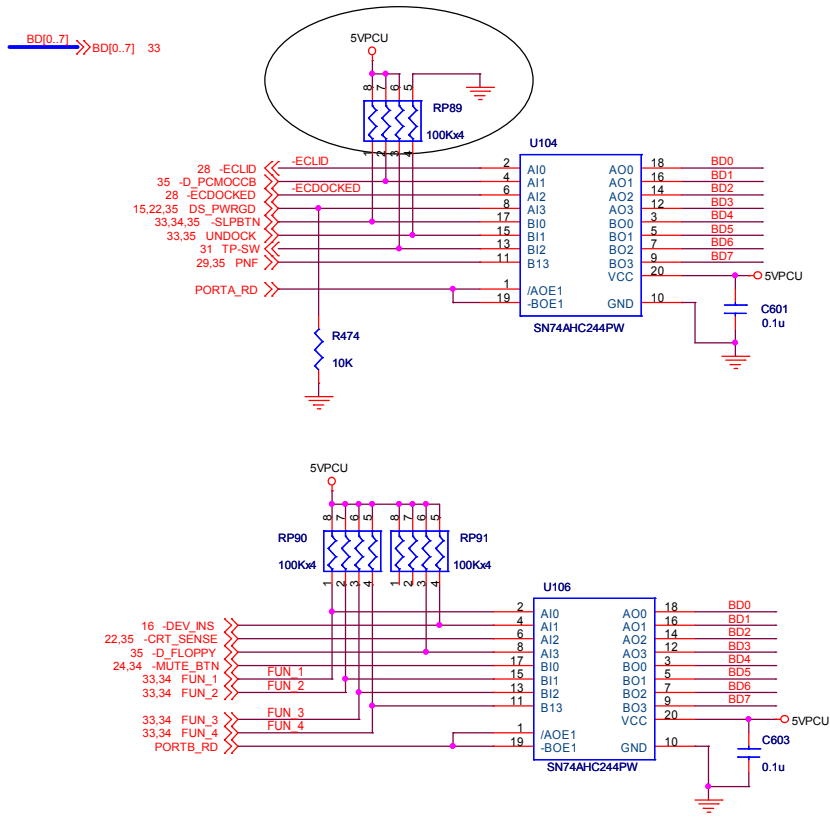 BD[0..7] BD[0..7] 33
5VPCU
8 7 6 5
RP89
100Kx4
1 2 3 4
U104
28 -ECLID -ECLID 2 AI0 AO0 18 BD0
35 -D_PCMOCCB 4 AI1 AO1 16 BD1
28 -ECDOCKED -ECDOCKED 6 AI2 AO2 14 BD2
15,22,35 DS_PWRGD 8 AI3 AO3 12 BD3
33,34,35 -SLPBTN 17 BI0 BO0 3 BD4
33,35 UNDOCK 15 BI1 BO1 5 BD5
31 TP-SW 13 BI2 BO2 7 BD6
29,35 PNF 11 B13 BO3 9 BD7
VCC 20 5VPCU
PORTA_RD 1 /AOE1
19 -BOE1 GND 10
C601
0.1u
SN74AHC244PW
R474
10K
5VPCU
8 7 6 5 8 7 6 5
RP90 RP91
100Kx4 100Kx4
1 2 3 4 1 2 3 4
U106
2 AI0 AO0 18 BD0
16 -DEV_INS 4 AI1 AO1 16 BD1
22,35 -CRT_SENSE 6 AI2 AO2 14 BD2
35 -D_FLOPPY 8 AI3 AO3 12 BD3
24,34 -MUTE_BTN 17 BI0 BO0 3 BD4
33,34 FUN_1 FUN_1 15 BI1 BO1 5 BD5
33,34 FUN_2 FUN_2 13 BI2 BO2 7 BD6
11 B13 BO3 9 BD7
33,34 FUN_3 FUN_3 VCC 20 5VPCU
33,34 FUN_4 FUN_4 1 /AOE1
PORTB_RD 19 -BOE1 GND 10
C603
0.1u
SN74AHC244PW